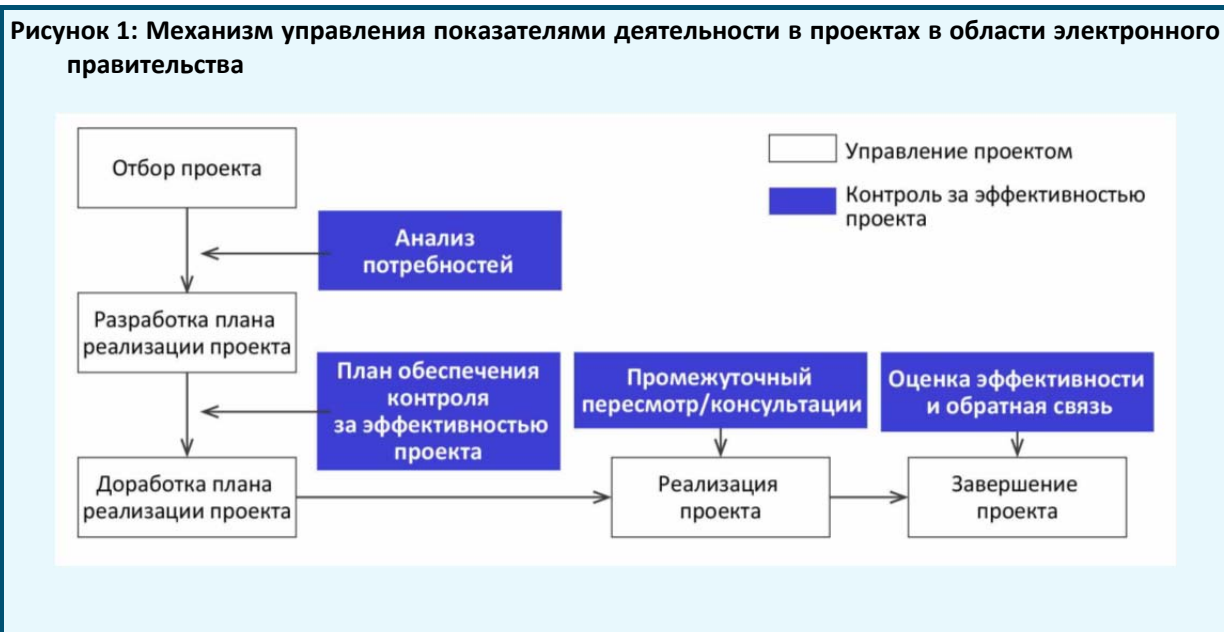 Рисунок 1: Механизм управления показателями деятельности в проектах в области электронного
правительства
Отбор проекта
Управление проектом
Контроль за эффективностью
проекта
Анализ
потребностей
Разработка плана
реализации проекта
План обеспечения
контроля
за эффективностью
проекта
Промежуточный
пересмотр/консультации
Оценка эффективности
и обратная связь
Доработка плана
реализации проекта
Реализация
проекта
Завершение
проекта